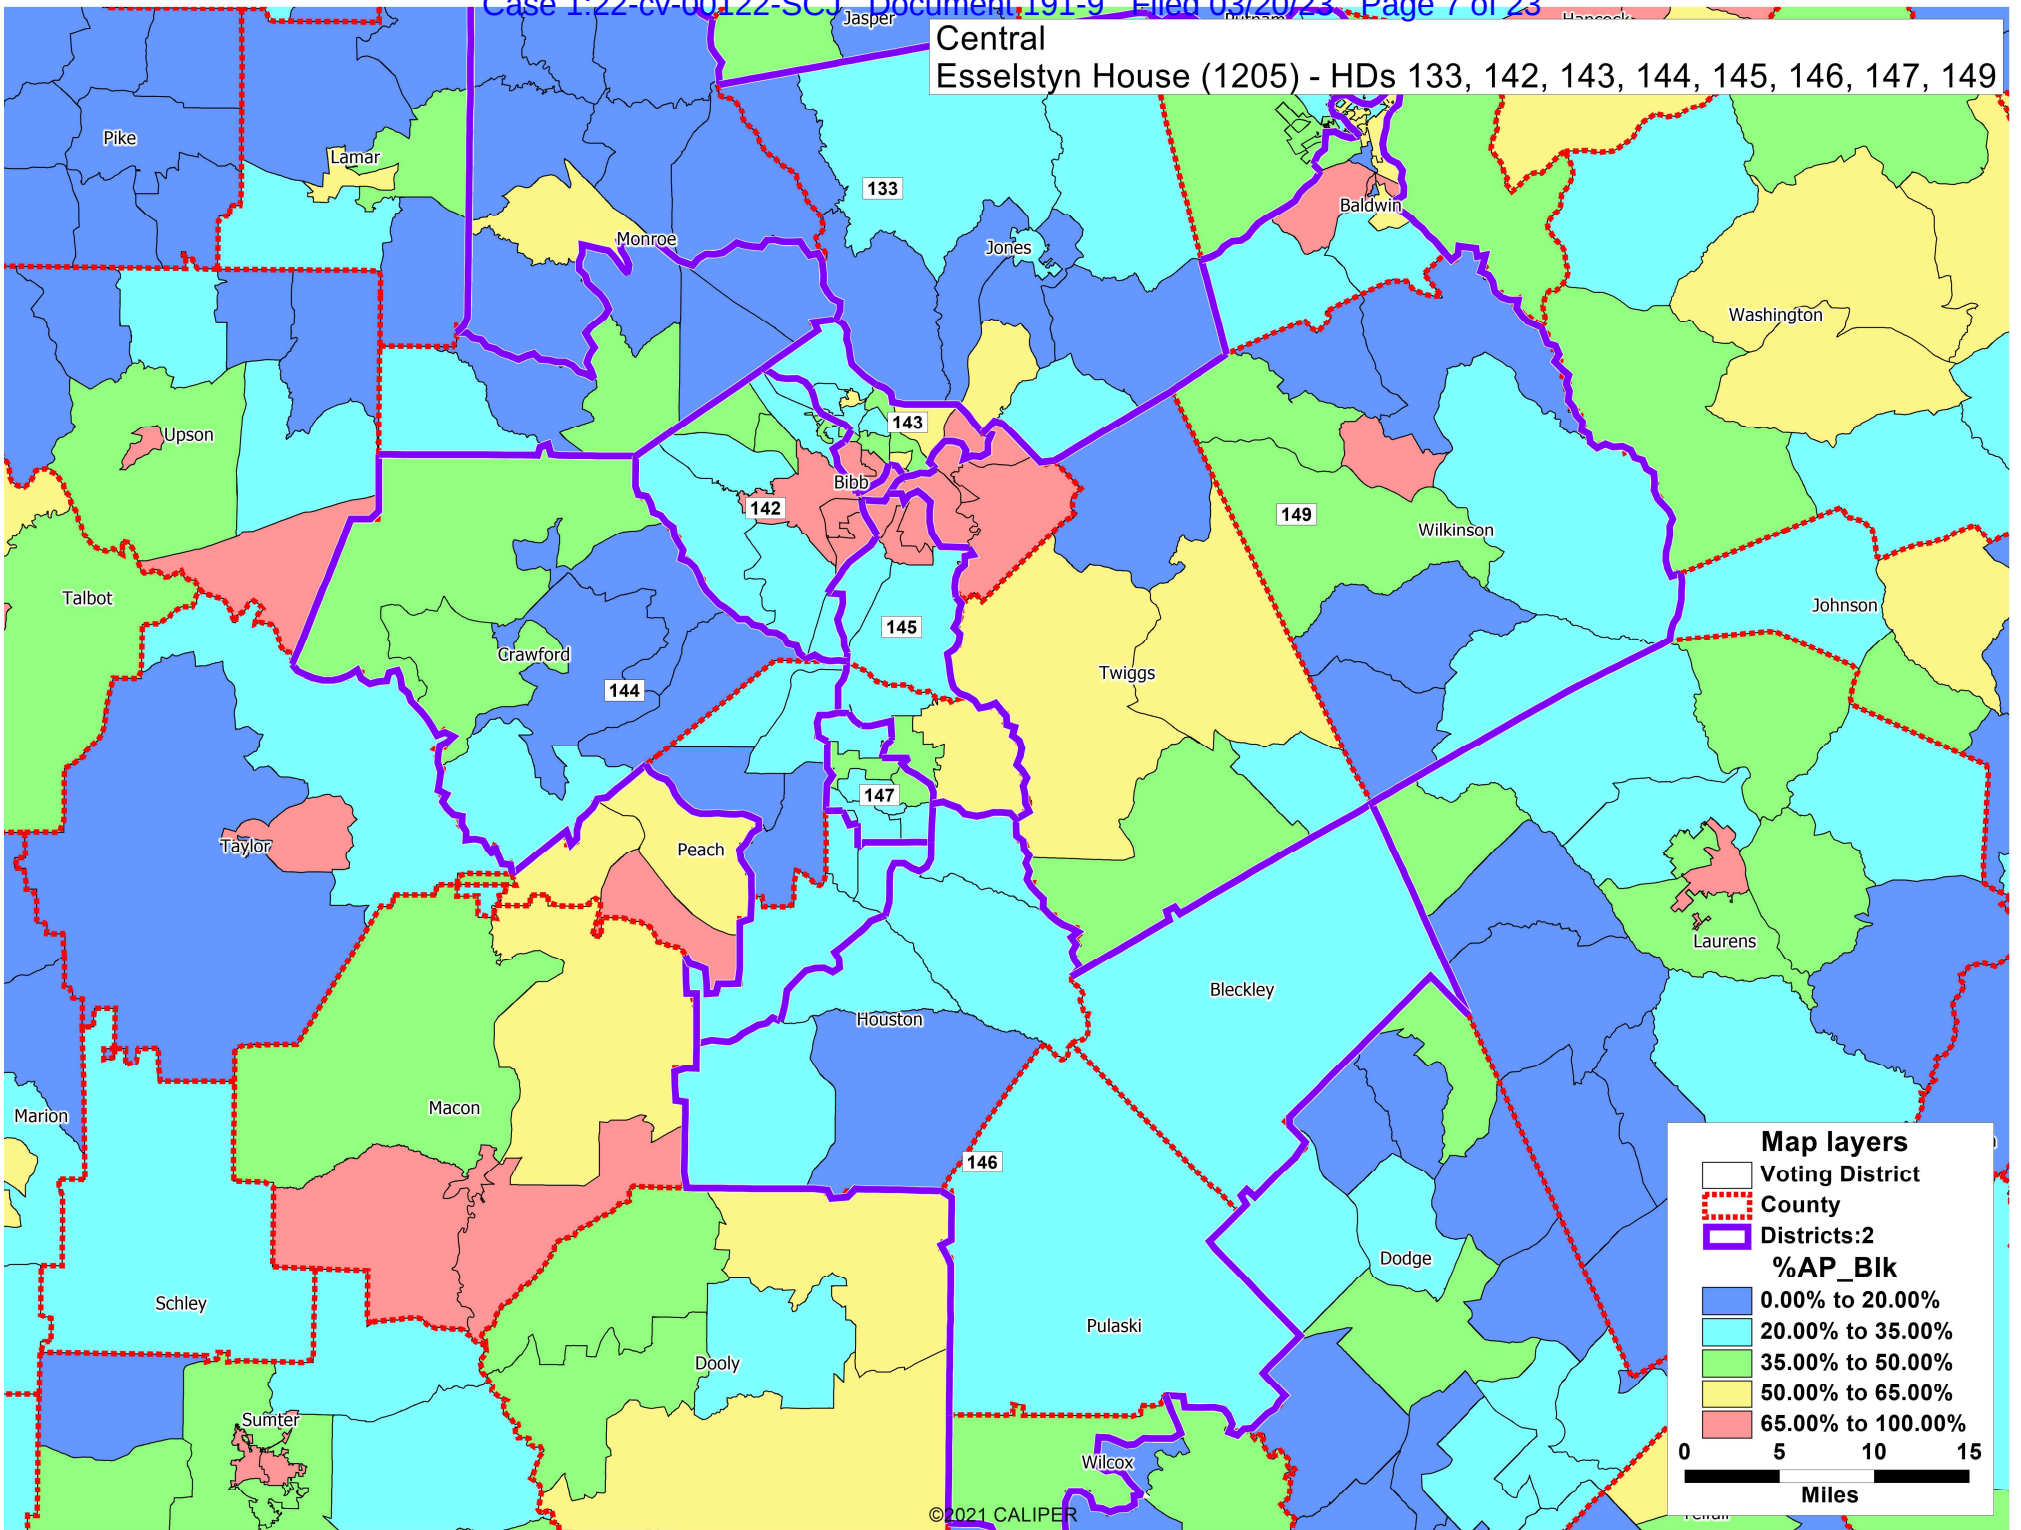 Case 1:22-cv-00122-SCJ Document 191-9 Filed 03/20/23 Page 7 of 23
Jasper
Putnam
Hancock
Central
Esselstyn House (1205) - HDs 133, 142, 143, 144, 145, 146, 147, 149
Pike
Lamar
133
Baldwin
Monroe
Jones
Washington
Upson
143
Bibb
142
149
Wilkinson
Talbot
Johnson
145
Crawford
Twiggs
144
147
Taylor
Peach
Laurens
Bleckley
Houston
Macon
Marion
146
Dodge
Schley
Pulaski
Dooly
Sumter
Wilcox
Map layers
Voting District
County
Districts:2
%AP_Blk
0.00% to 20.00%
20.00% to 35.00%
35.00% to 50.00%
50.00% to 65.00%
65.00% to 100.00%
0 5 10 15
Miles
©2021 CALIPER